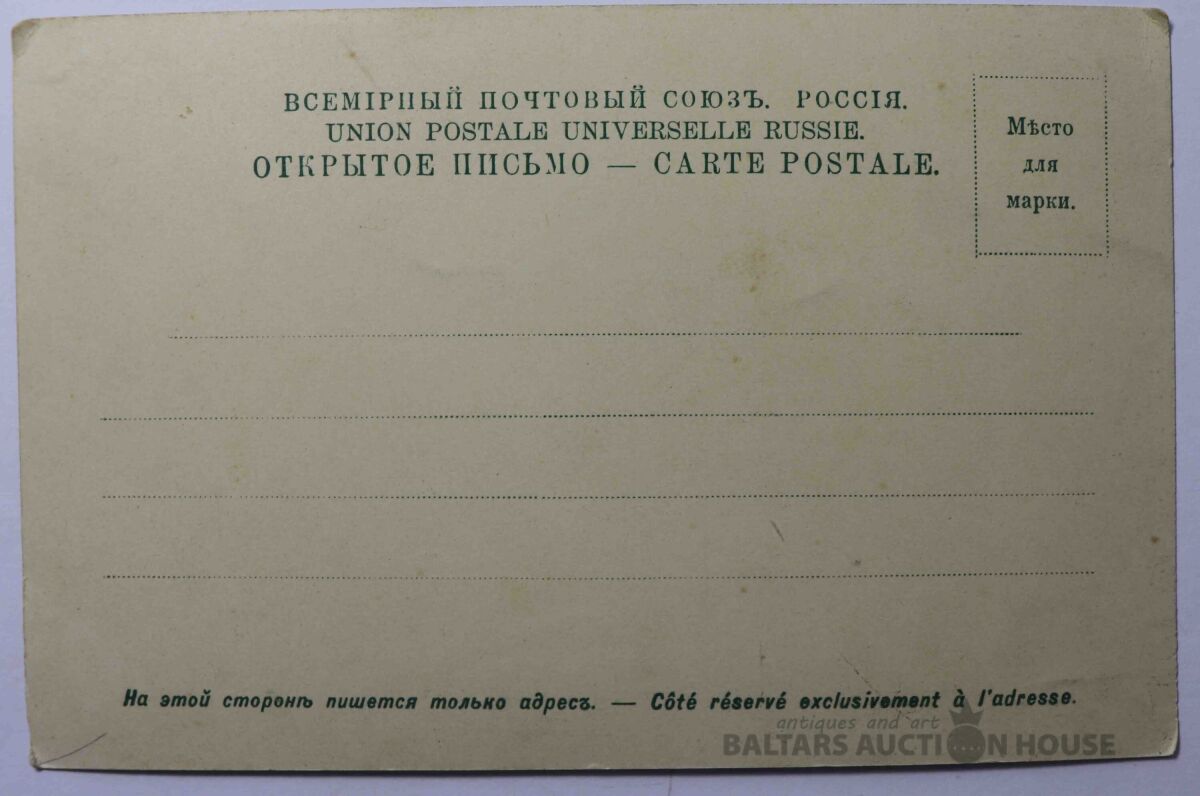 ВСЕМІРНЫЙ ПОЧТОВЫЙ СОЮЗЪ. РОССІЯ.
UNION POSTALE UNIVERSELLE RUSSIE.
ОТКРЫТОЕ ПИСЬМО — CARTE POSTALE.
Мѣсто
для
марки.
На этой сторонѣ пишется только адресъ. — Côté réservé exclusivement à l'adresse.
antiques and art
BALTARS AUCTION HOUSE